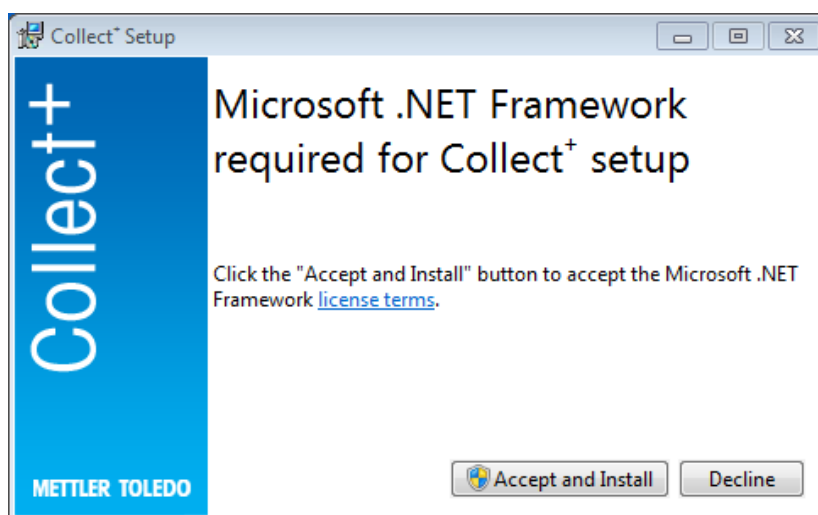 Collect⁺ Setup
Collect+
Microsoft .NET Framework
required for Collect⁺ setup
Click the "Accept and Install" button to accept the Microsoft .NET
Framework license terms.
METTLER TOLEDO
Accept and Install
Decline